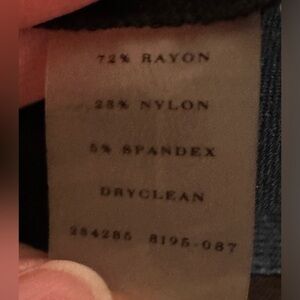 72% RAYON
23% NYLON
5% SPANDEX
DRYCLEAN
284285 8195-087